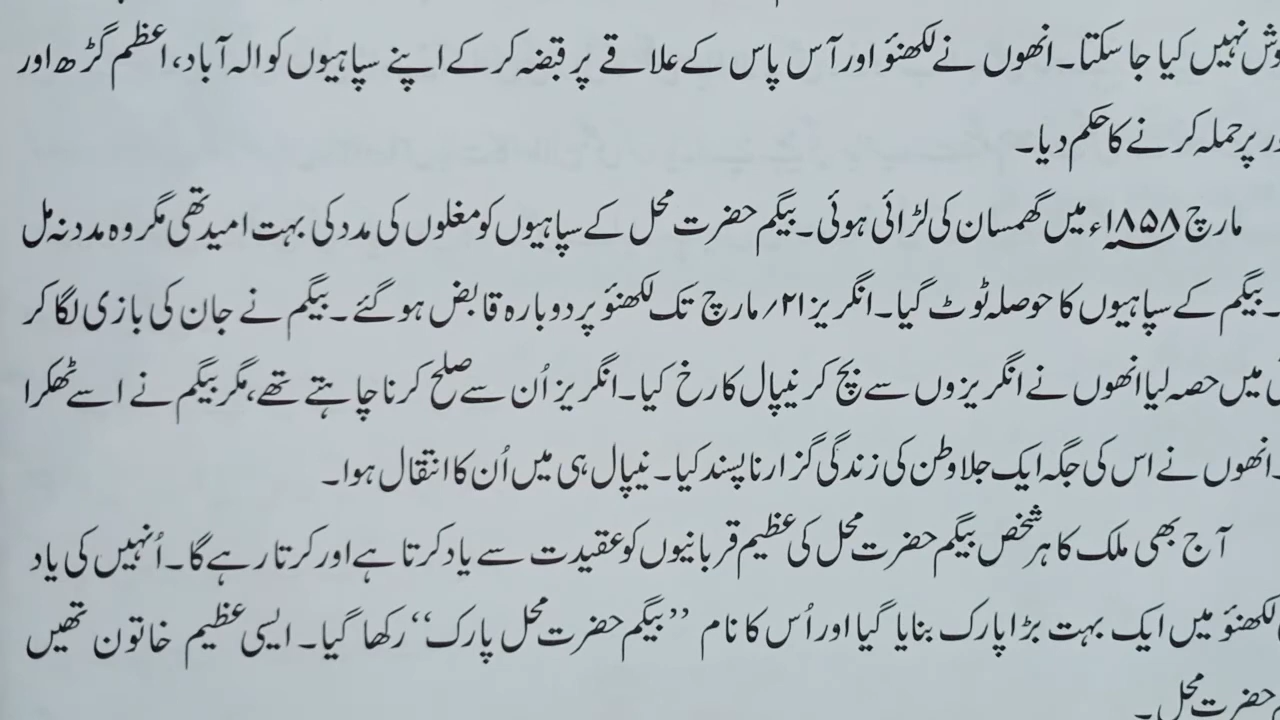 نہیں کیا جا سکتا۔ انھوں نے لکھنؤ اور آس پاس کے علاقے پر قبضہ کر کے اپنے سپاہیوں کو الہ آباد، اعظم گڑھ اور
پر حملہ کرنے کا حکم دیا۔
مارچ ۱۸۵۸ء میں گھمسان کی لڑائی ہوئی۔ بیگم حضرت محل کے سپاہیوں کو مغلوں کی مدد کی بہت امید تھی مگر وہ مدد نہ مل
۔ بیگم کے سپاہیوں کا حوصلہ ٹوٹ گیا۔ انگریز ۲۱؍ مارچ تک لکھنؤ پر دوبارہ قابض ہو گئے۔ بیگم نے جان کی بازی لگا کر
میں حصہ لیا انھوں نے انگریزوں سے بچ کر نیپال کا رخ کیا۔ انگریز اُن سے صلح کرنا چاہتے تھے، مگر بیگم نے اسے ٹھکرا
۔ انھوں نے اس کی جگہ ایک جلا وطن کی زندگی گزارنا پسند کیا۔ نیپال ہی میں اُن کا انتقال ہوا۔
آج بھی ملک کا ہر شخص بیگم حضرت محل کی عظیم قربانیوں کو عقیدت سے یاد کرتا ہے اور کرتا رہے گا۔ اُنہیں کی یاد
لکھنؤ میں ایک بہت بڑا پارک بنایا گیا اور اُس کا نام ”بیگم حضرت محل پارک“ رکھا گیا۔ ایسی عظیم خاتون تھیں
حضرت محل۔